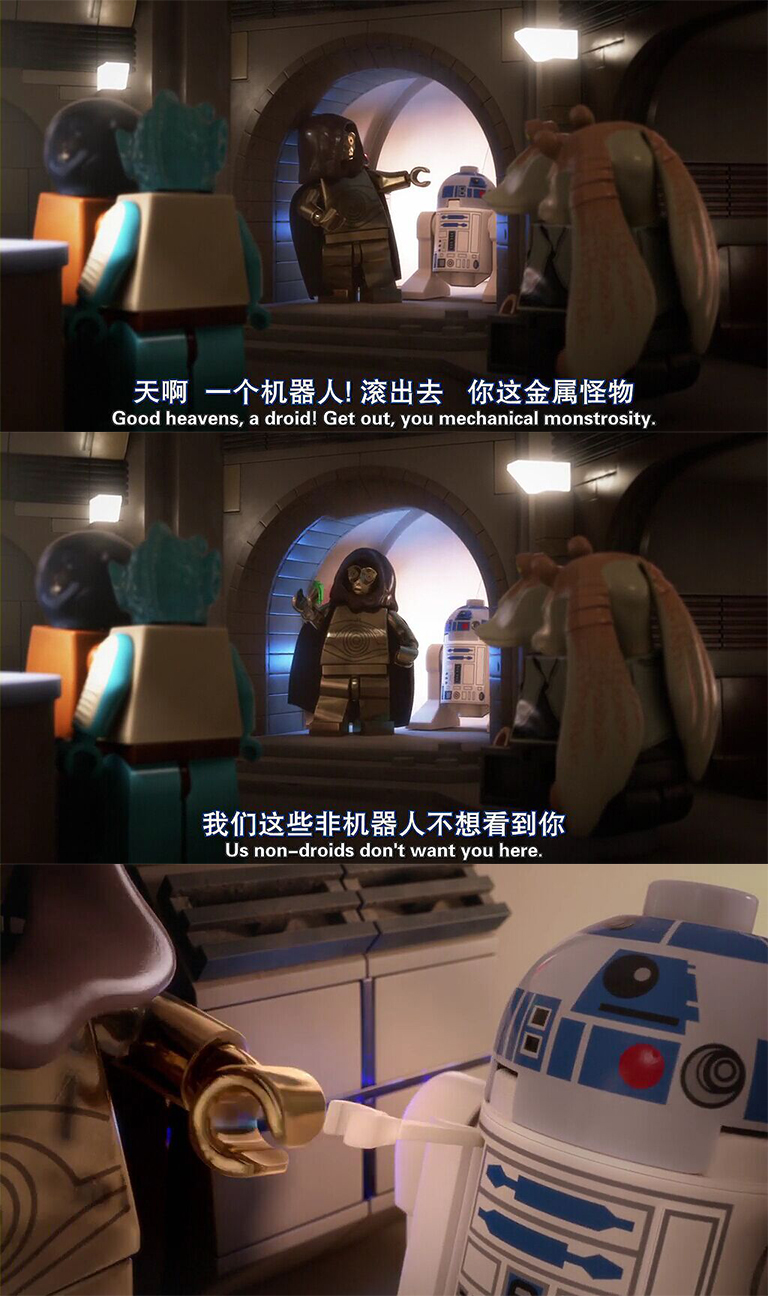 天啊 一个机器人! 滚出去 你这金属怪物
Good heavens, a droid! Get out, you mechanical monstrosity.
我们这些非机器人不想看到你
Us non-droids don't want you here.